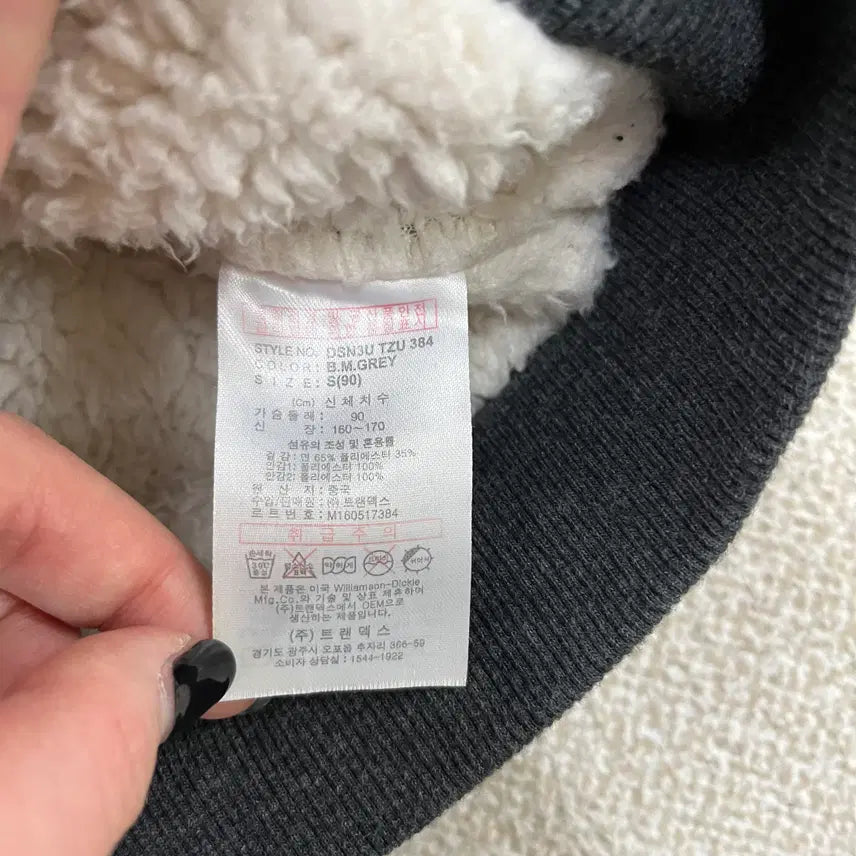 STYLE NO. DSN3U TZU 384
COLOR: B.M.GREY
SIZE: S(90)
(Cm) 신체치수
가슴둘레: 90
신 장: 160~170
섬유의 조성 및 혼용률
겉감: 면 65% 폴리에스터 35%
안감1: 폴리에스터 100%
안감2: 폴리에스터 100%
원 산 지: 중국
수입/판매원: (주)트랜덱스
로트번호: M160517384
취급주의
손세탁 30 중성
본 제품은 미국 Williamson-Dickie
Mfg.Co.와 기술 및 상표 제휴하여
(주)트랜덱스에서 OEM으로
생산하는 제품입니다.
(주) 트랜덱스
경기도 광주시 오포읍 추자리 366-59
소비자 상담실: 1544-1922